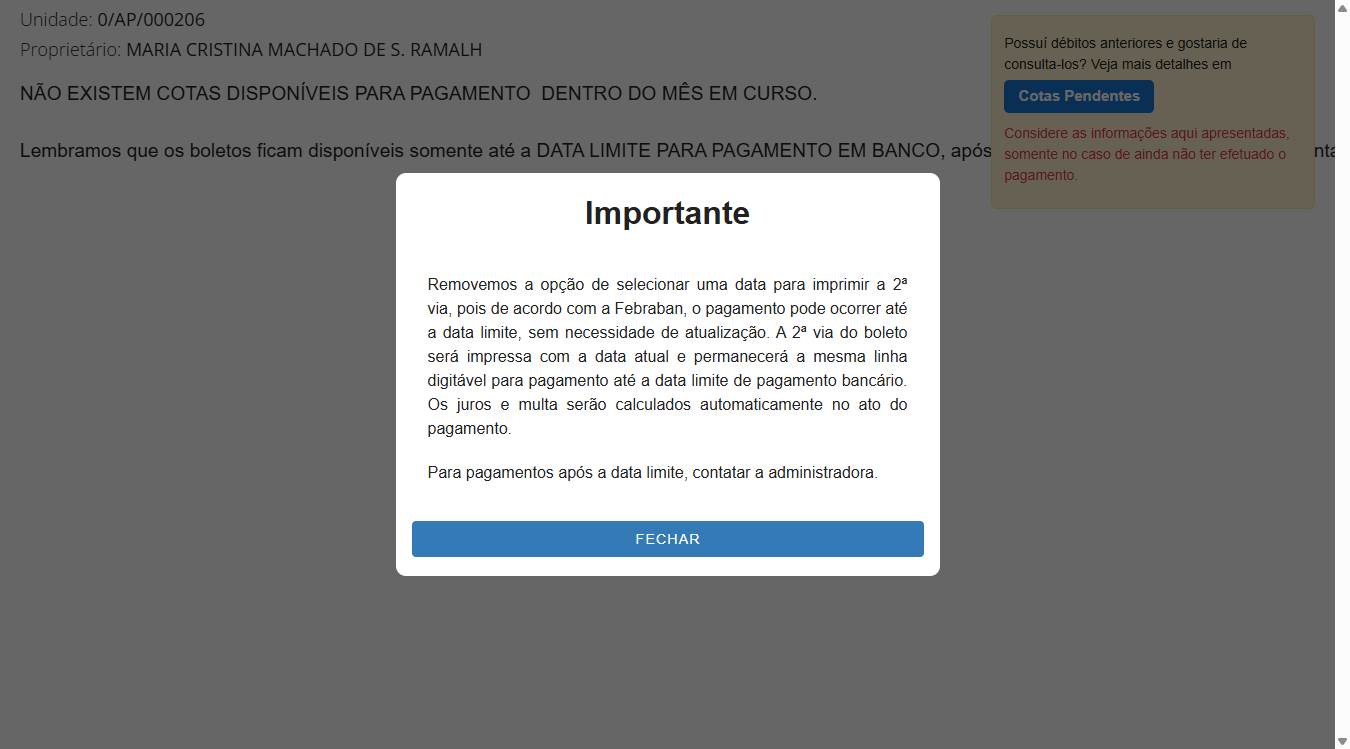 Unidade: 0/AP/000206
Proprietário: MARIA CRISTINA MACHADO DE S. RAMALH
NÃO EXISTEM COTAS DISPONÍVEIS PARA PAGAMENTO  DENTRO DO MÊS EM CURSO.
Lembramos que os boletos ficam disponíveis somente até a DATA LIMITE PARA PAGAMENTO EM BANCO, após
Possuí débitos anteriores e gostaria de
consulta-los? Veja mais detalhes em
Cotas Pendentes
Considere as informações aqui apresentadas,
somente no caso de ainda não ter efetuado o
pagamento.
Importante
Removemos a opção de selecionar uma data para imprimir a 2ª
via, pois de acordo com a Febraban, o pagamento pode ocorrer até
a data limite, sem necessidade de atualização. A 2ª via do boleto
será impressa com a data atual e permanecerá a mesma linha
digitável para pagamento até a data limite de pagamento bancário.
Os juros e multa serão calculados automaticamente no ato do
pagamento.
Para pagamentos após a data limite, contatar a administradora.
FECHAR